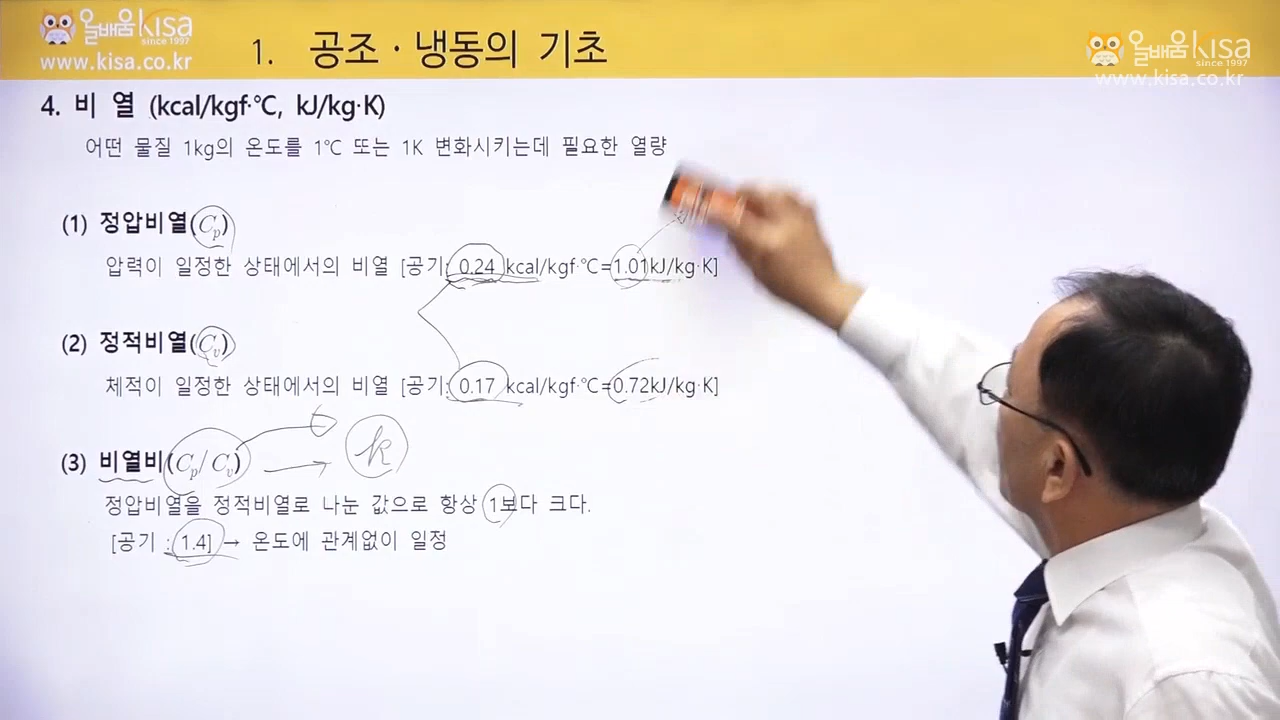 올배움 kisa
since 1997
www.kisa.co.kr
1. 공조 · 냉동의 기초
올배움 kisa
since 1997
www.kisa.co.kr
4. 비 열 (kcal/kgf·℃, kJ/kg·K)
어떤 물질 1kg의 온도를 1℃ 또는 1K 변화시키는데 필요한 열량
(1) 정압비열(Cp)
압력이 일정한 상태에서의 비열 [공기: 0.24 kcal/kgf·℃=1.01kJ/kg·K]
(2) 정적비열(Cv)
체적이 일정한 상태에서의 비열 [공기: 0.17 kcal/kgf·℃=0.72kJ/kg·K]
(3) 비열비(Cp/Cv) → k
정압비열을 정적비열로 나눈 값으로 항상 1보다 크다.
[공기 : 1.4] → 온도에 관계없이 일정